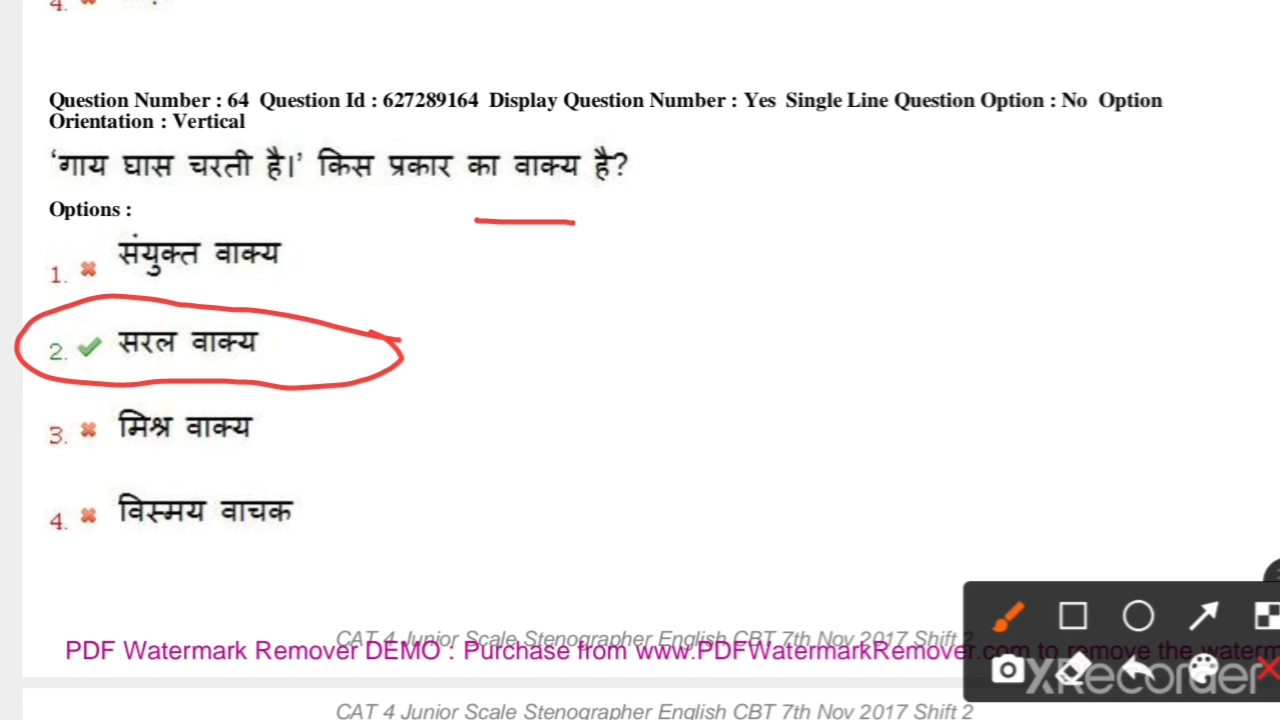 4.
Question Number : 64 Question Id : 627289164 Display Question Number : Yes Single Line Question Option : No Option
Orientation : Vertical
‘गाय घास चरती है।’ किस प्रकार का वाक्य है?
Options :
1. संयुक्त वाक्य
2. सरल वाक्य
3. मिश्र वाक्य
4. विस्मय वाचक
CAT 4 Junior Scale Stenographer English CBT 7th Nov 2017 Shift 2
PDF Watermark Remover DEMO : Purchase from www.PDFWatermarkRemover.com to remove the waterm
XRecorder
CAT 4 Junior Scale Stenographer English CBT 7th Nov 2017 Shift 2